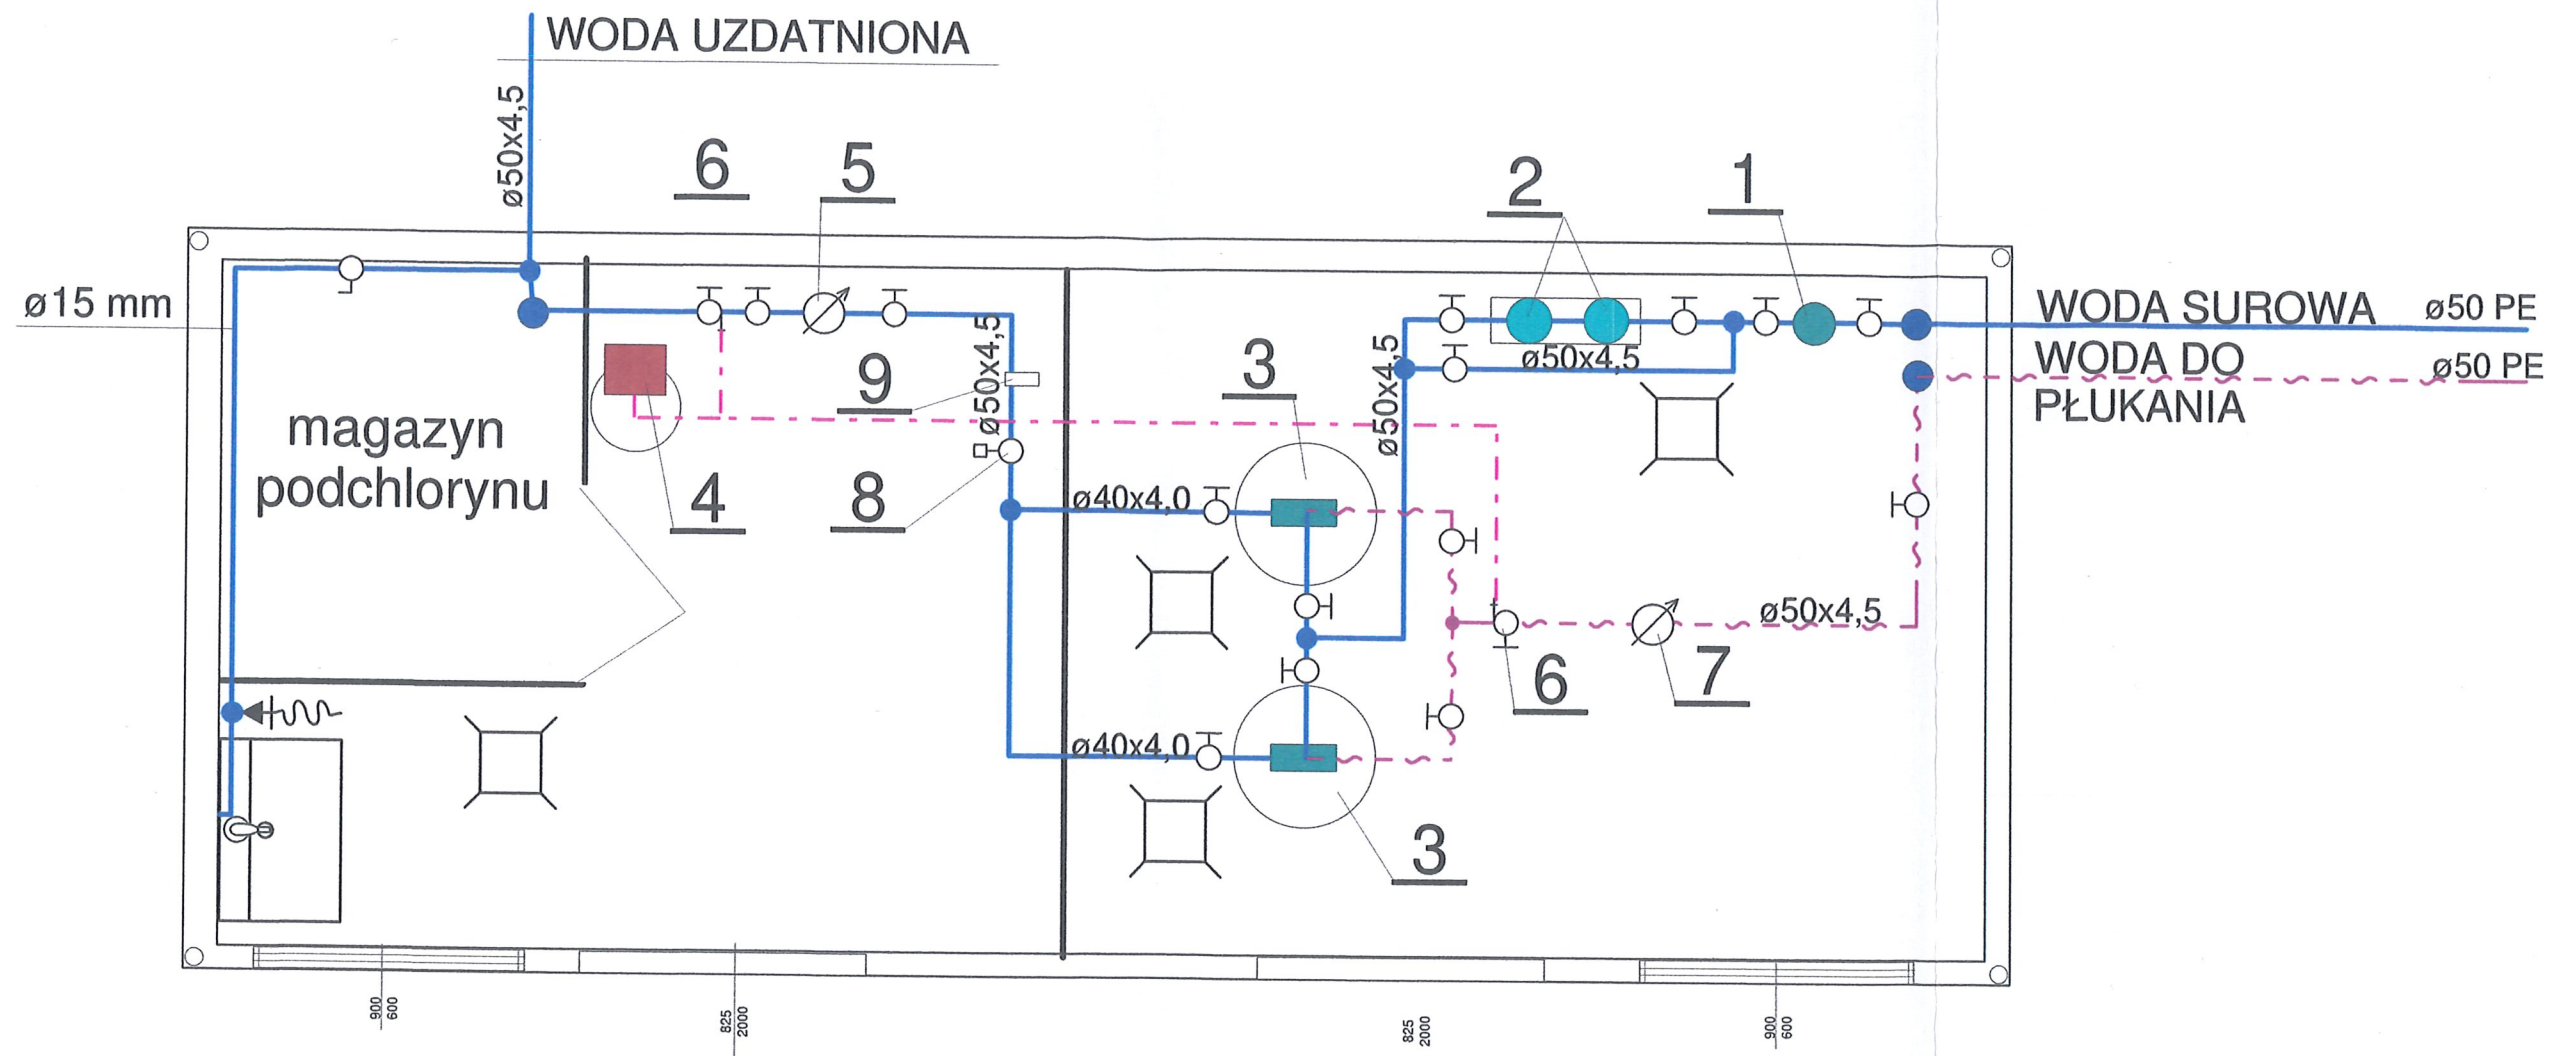 WODA UZDATNIONA
ø50x4,5
6
5
2
1
ø15 mm
WODA SUROWA
ø50 PE
WODA DO
PŁUKANIA
ø50 PE
ø50x4,5
ø50x4,5
ø50x4,5
9
3
magazyn
podchlorynu
4
8
ø40x4,0
ø50x4,5
6
7
ø40x4,0
3
900
600
825
2000
825
2000
900
600